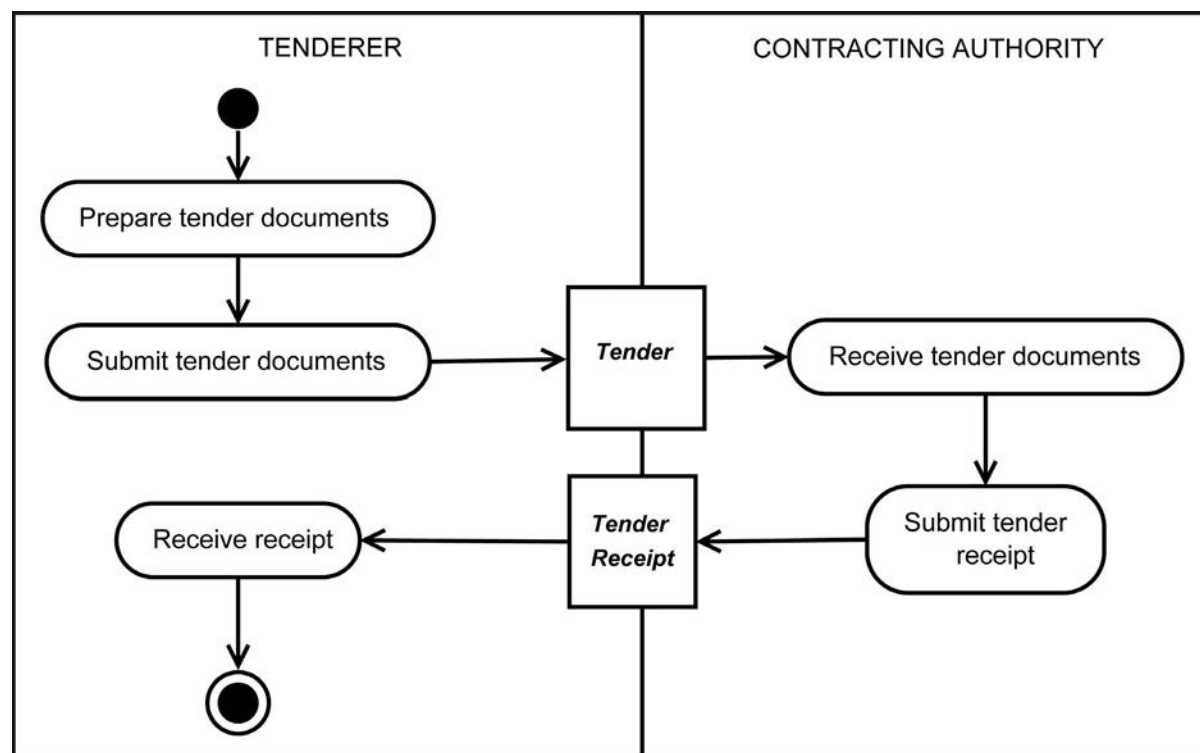 TENDERER
CONTRACTING AUTHORITY
Prepare tender documents
Submit tender documents
Tender
Receive tender documents
Receive receipt
Tender
Receipt
Submit tender
receipt